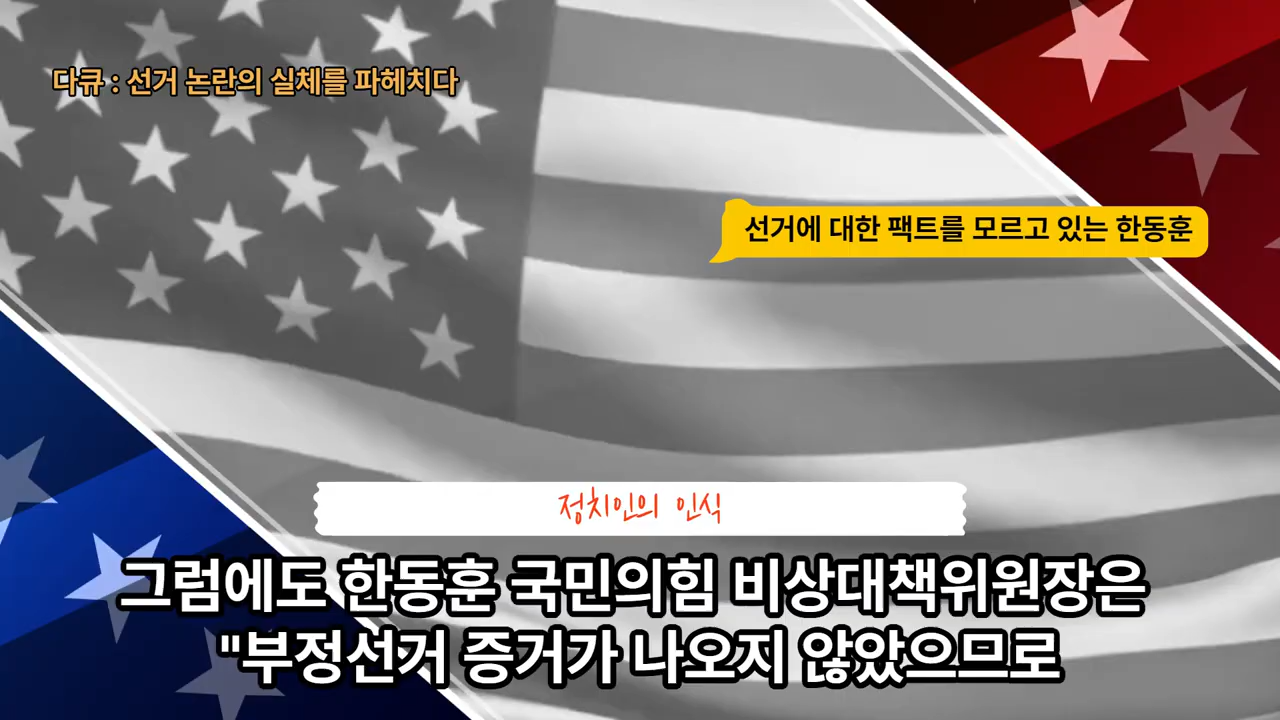 다큐 : 선거 논란의 실체를 파헤치다
선거에 대한 팩트를 모르고 있는 한동훈
정치인의 인식
그럼에도 한동훈 국민의힘 비상대책위원장은
"부정선거 증거가 나오지 않았으므로